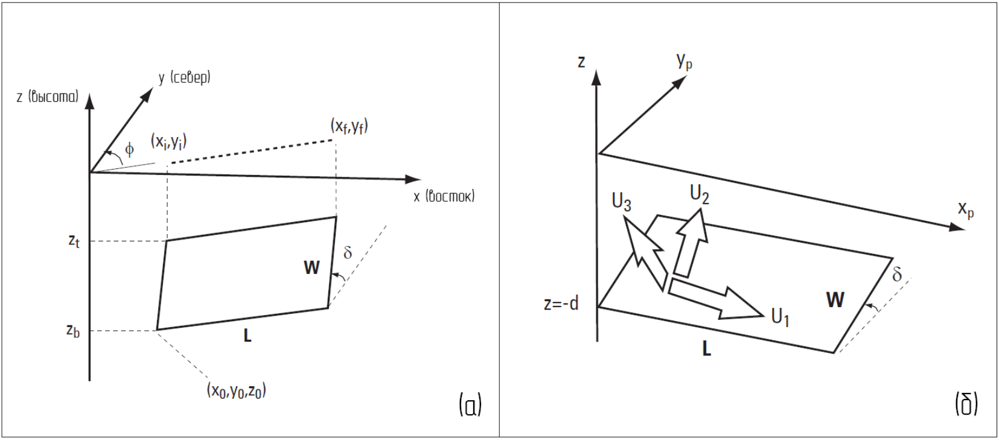 z (высота)
y (север)
ϕ
(xi,yi)
(xf,yf)
x (восток)
zt
W
δ
zb
L
(x0,y0,z0)
(а)
z
yp
xp
U3
U2
U1
z=-d
W
δ
L
(б)